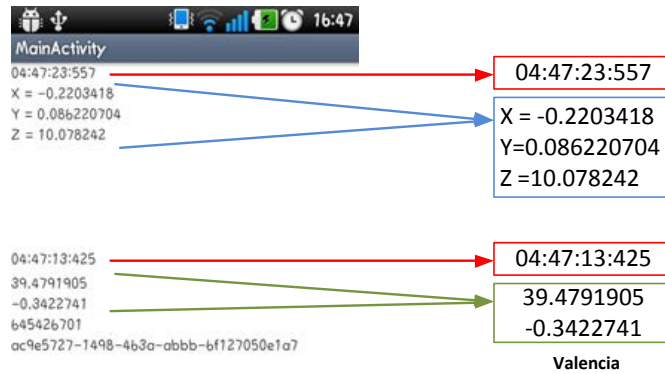 16:47
MainActivity
04:47:23:557
X = -0.2203418
Y = 0.086220704
Z = 10.078242
04:47:13:425
39.4791905
-0.3422741
645426701
ac9e5727-1498-463a-abbb-6f127050e1a7
04:47:23:557
X = -0.2203418
Y=0.086220704
Z =10.078242
04:47:13:425
39.4791905
-0.3422741
Valencia